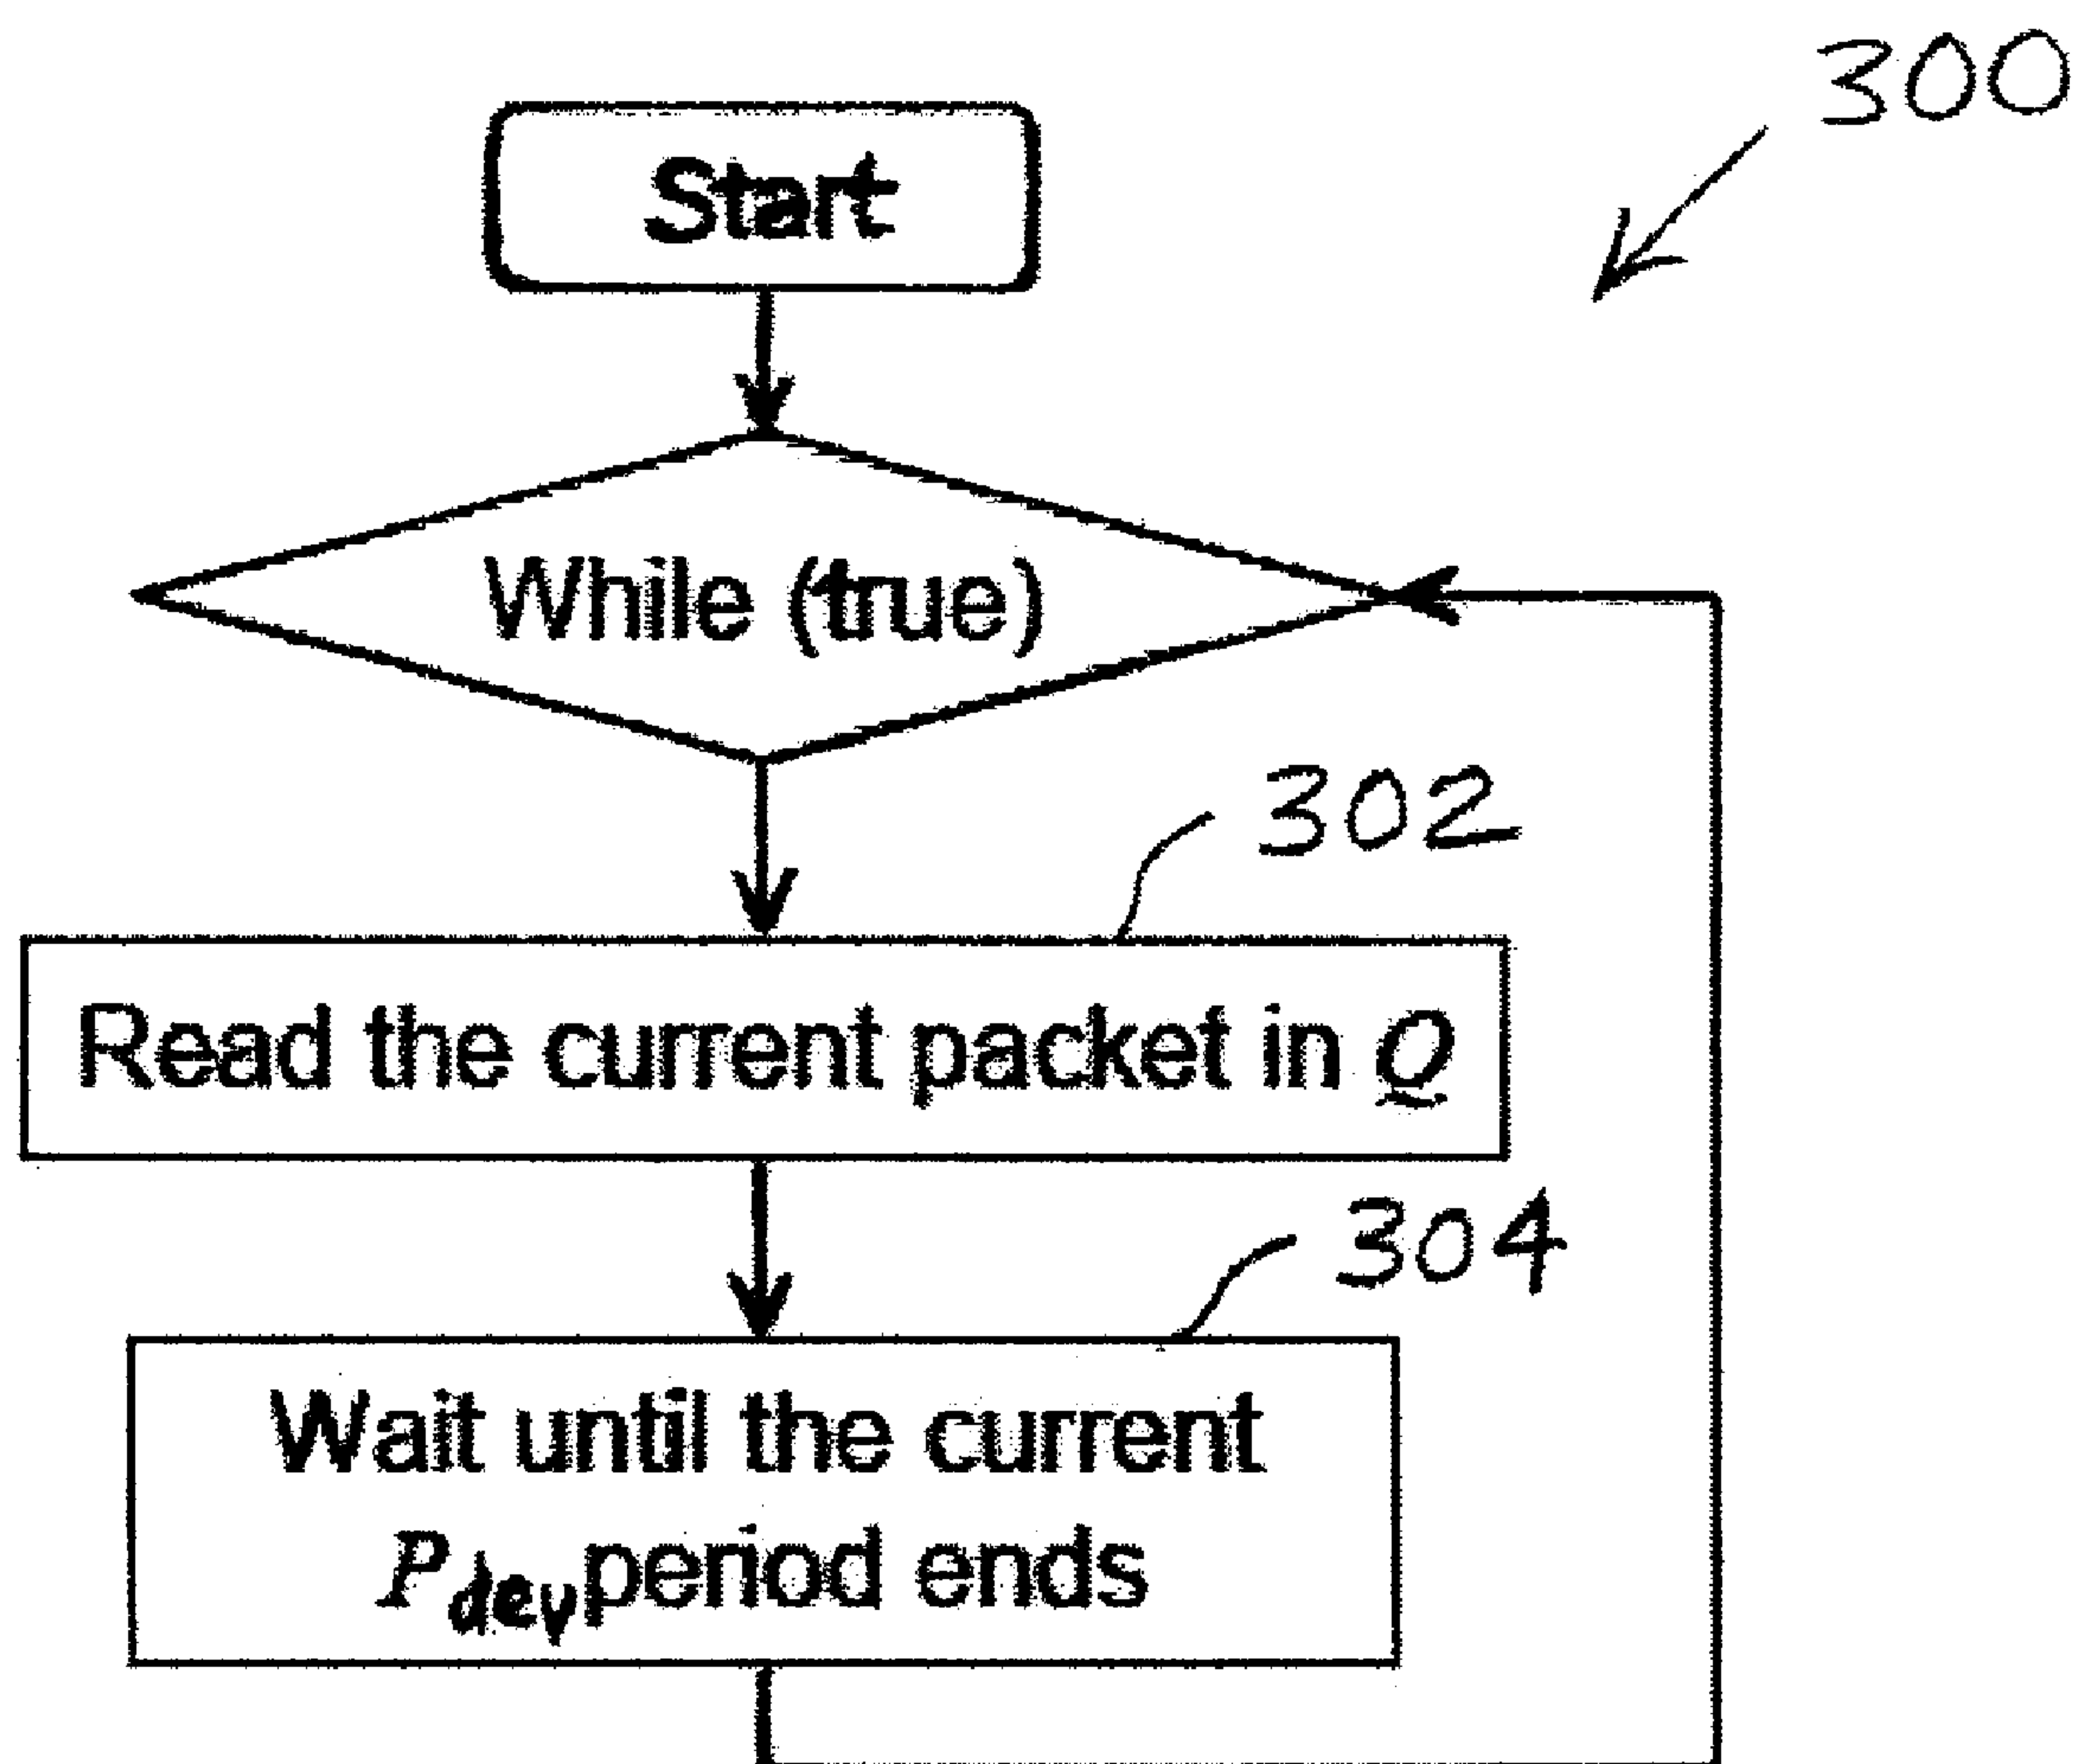 300
Start
While (true)
302
Read the current packet in Q
304
Wait until the current
Pdev period ends